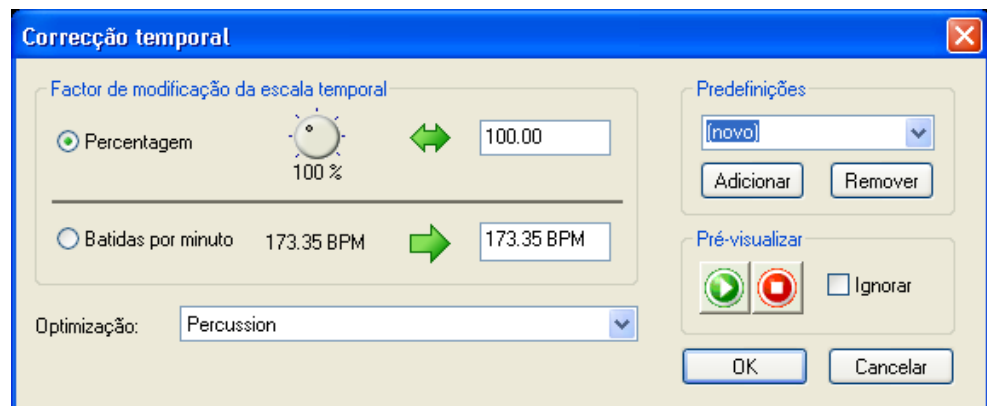 Correcção temporal
Factor de modificação da escala temporal
Percentagem
100 %
100.00
Batidas por minuto
173.35 BPM
173.35 BPM
Optimização:
Percussion
Predefinições
(novo)
Adicionar
Remover
Pré-visualizar
Ignorar
OK
Cancelar